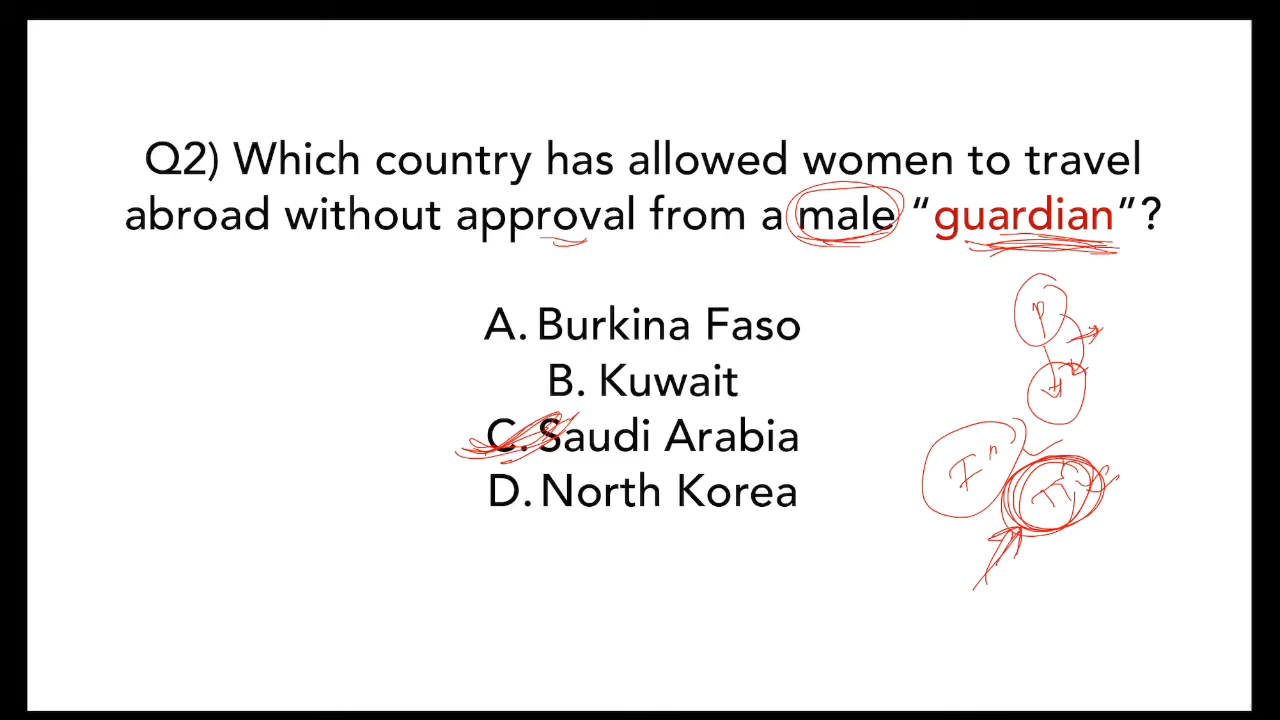 Q2) Which country has allowed women to travel
abroad without approval from a male “guardian”?
A. Burkina Faso
B. Kuwait
C. Saudi Arabia
D. North Korea
P